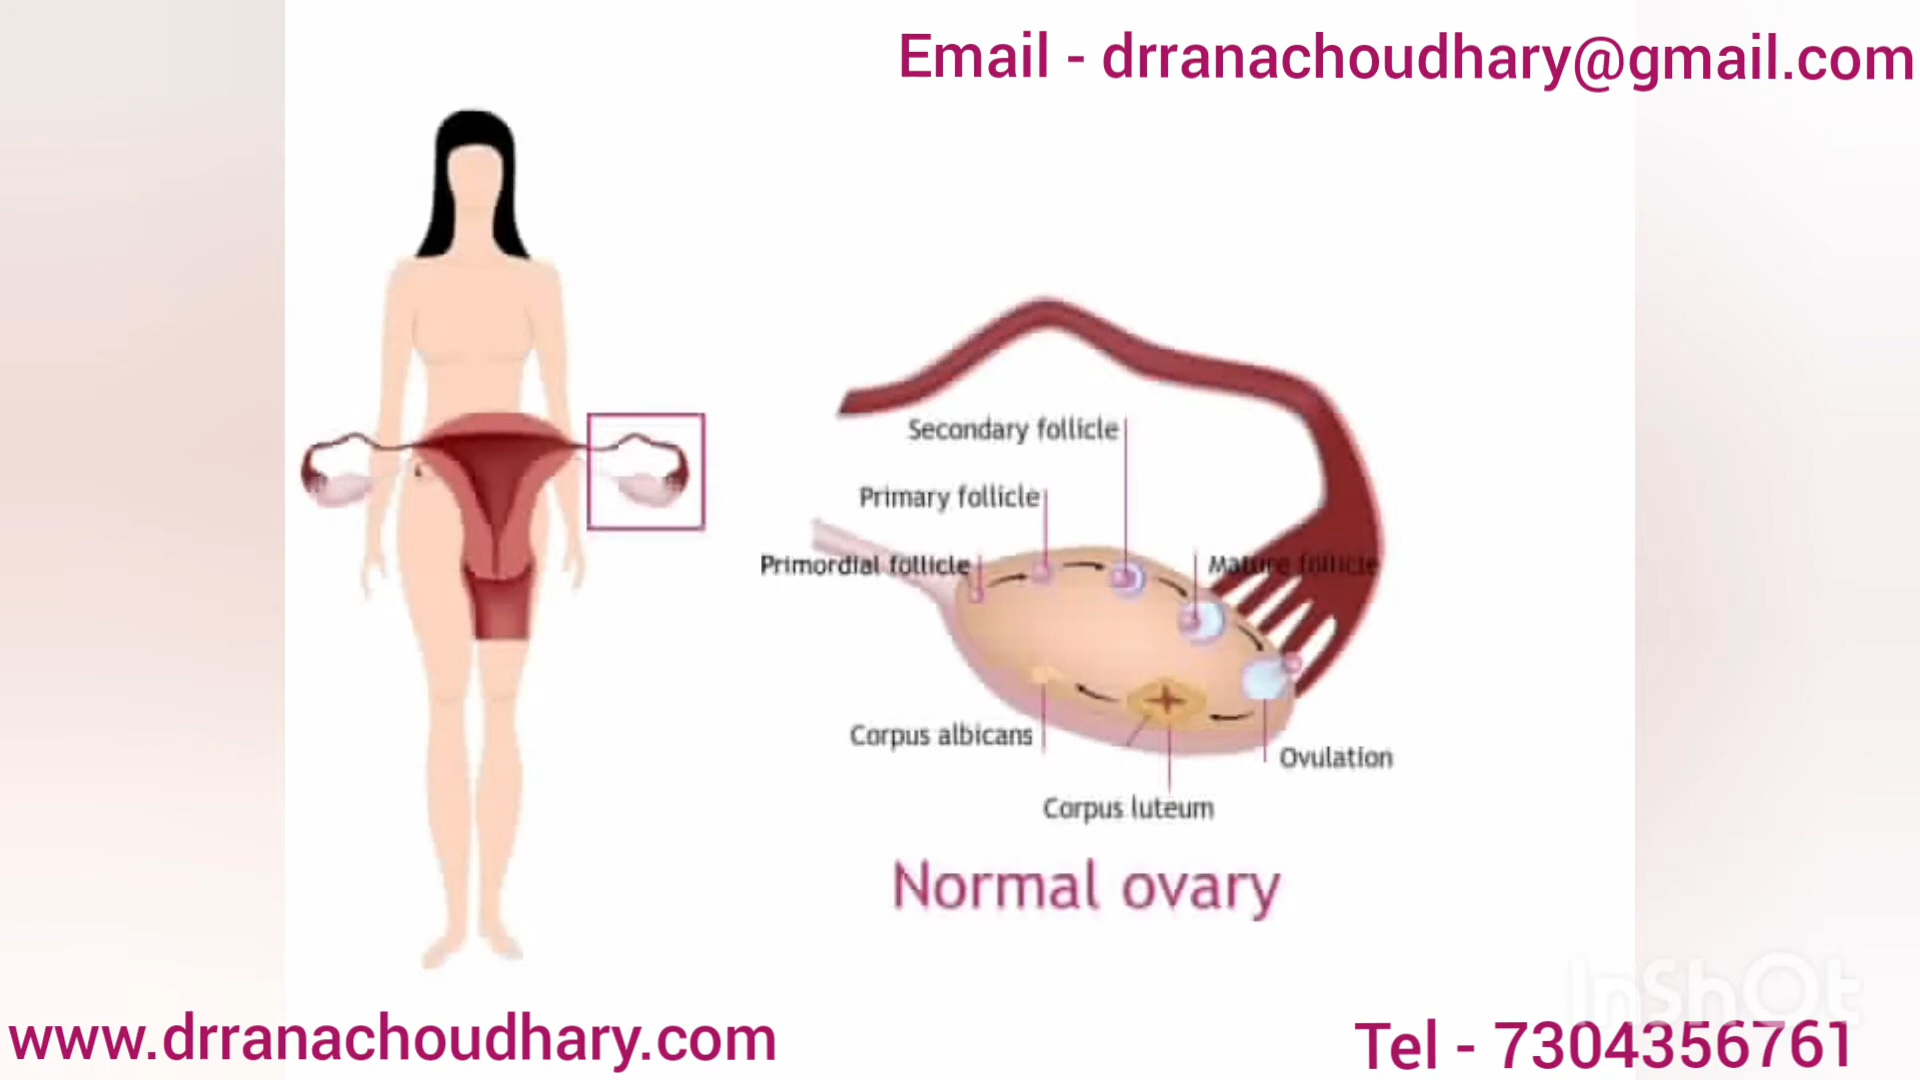 Email - drranachoudhary@gmail.com
Secondary follicle
Primary follicle
Primordial follicle
Mature follicle
Corpus albicans
Ovulation
Corpus luteum
Normal ovary
InShOt
www.drranachoudhary.com
Tel - 7304356761